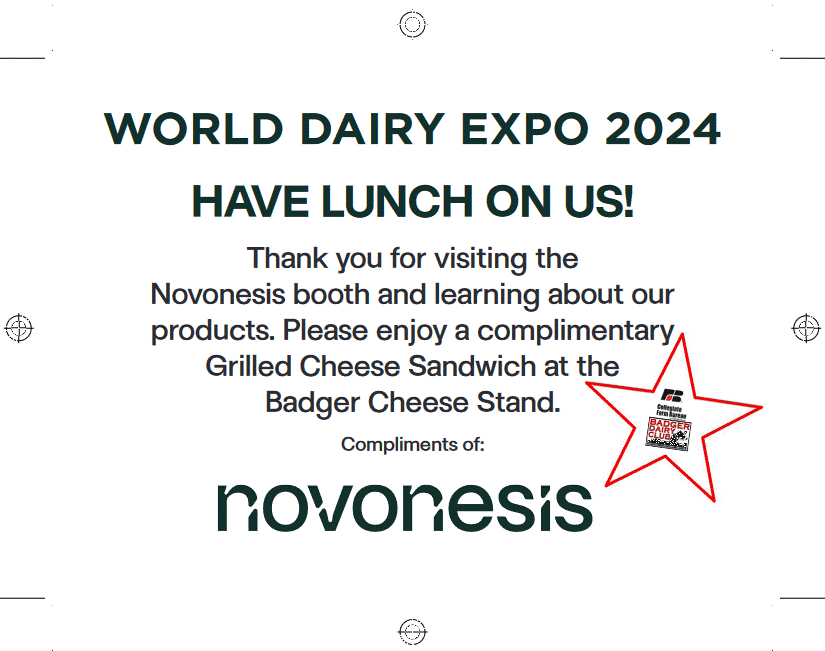 WORLD DAIRY EXPO 2024
HAVE LUNCH ON US!
Thank you for visiting the
Novonesis booth and learning about our
products. Please enjoy a complimentary
Grilled Cheese Sandwich at the
Badger Cheese Stand.
FB
Collegiate
Farm Bureau
BADGER
DAIRY
CLUB
Compliments of:
novonesis